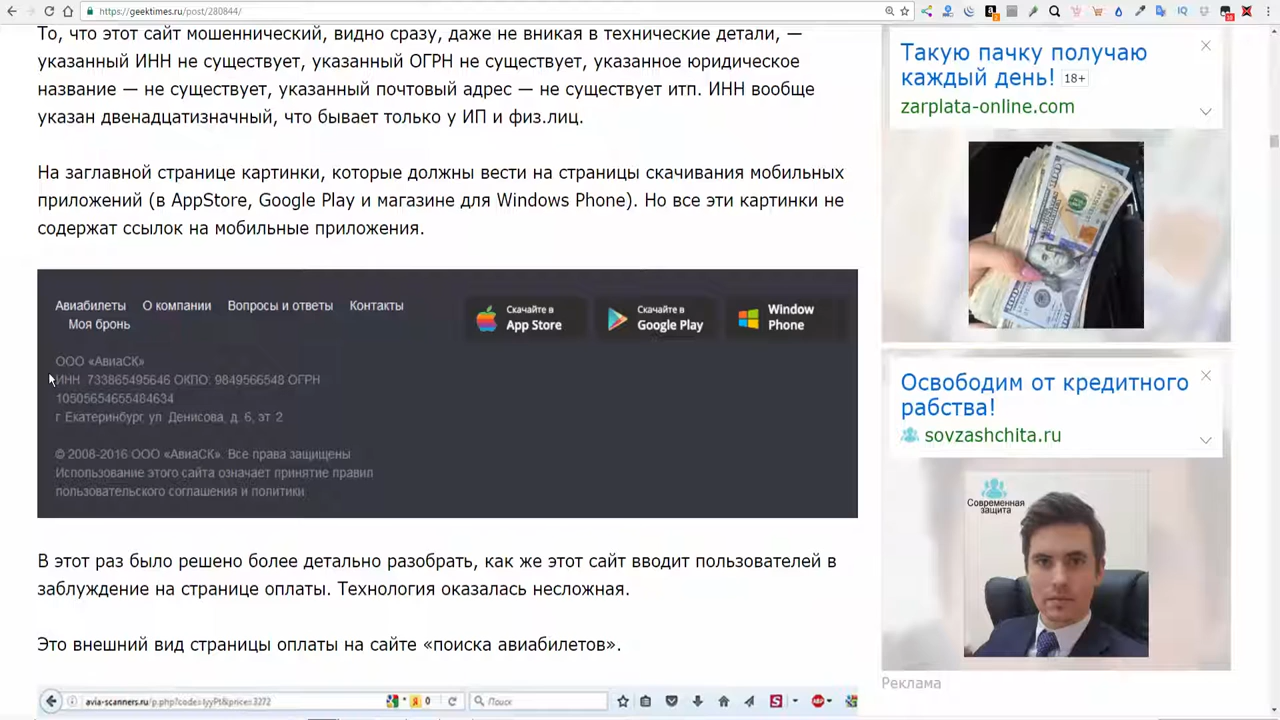 https://geektimes.ru/post/280844/
То, что этот сайт мошеннический, видно сразу, даже не вникая в технические детали, —
указанный ИНН не существует, указанный ОГРН не существует, указанное юридическое
название — не существует, указанный почтовый адрес — не существует итп. ИНН вообще
указан двенадцатизначный, что бывает только у ИП и физ.лиц.
На заглавной странице картинки, которые должны вести на страницы скачивания мобильных
приложений (в AppStore, Google Play и магазине для Windows Phone). Но все эти картинки не
содержат ссылок на мобильные приложения.
Авиабилеты О компании Вопросы и ответы Контакты
Моя бронь
Скачайте в
App Store
Скачайте в
Google Play
Window
Phone
ООО «АвиаСК»
ИНН 733865495646 ОКПО: 9849566548 ОГРН
10505654655484634
г Екатеринбург ул Денисова, д. 6, эт 2
© 2008-2016 ООО «АвиаСК». Все права защищены
Использование этого сайта означает принятие правил
пользовательского соглашения и политики
В этот раз было решено более детально разобрать, как же этот сайт вводит пользователей в
заблуждение на странице оплаты. Технология оказалась несложная.
Это внешний вид страницы оплаты на сайте «поиска авиабилетов».
avia-scanners.ru/p.php?code=lyyPt&price=3272
Поиск
Такую пачку получаю
каждый день! 18+
zarplata-online.com
Освободим от кредитного
рабства!
sovzashchita.ru
Современная
защита
Реклама